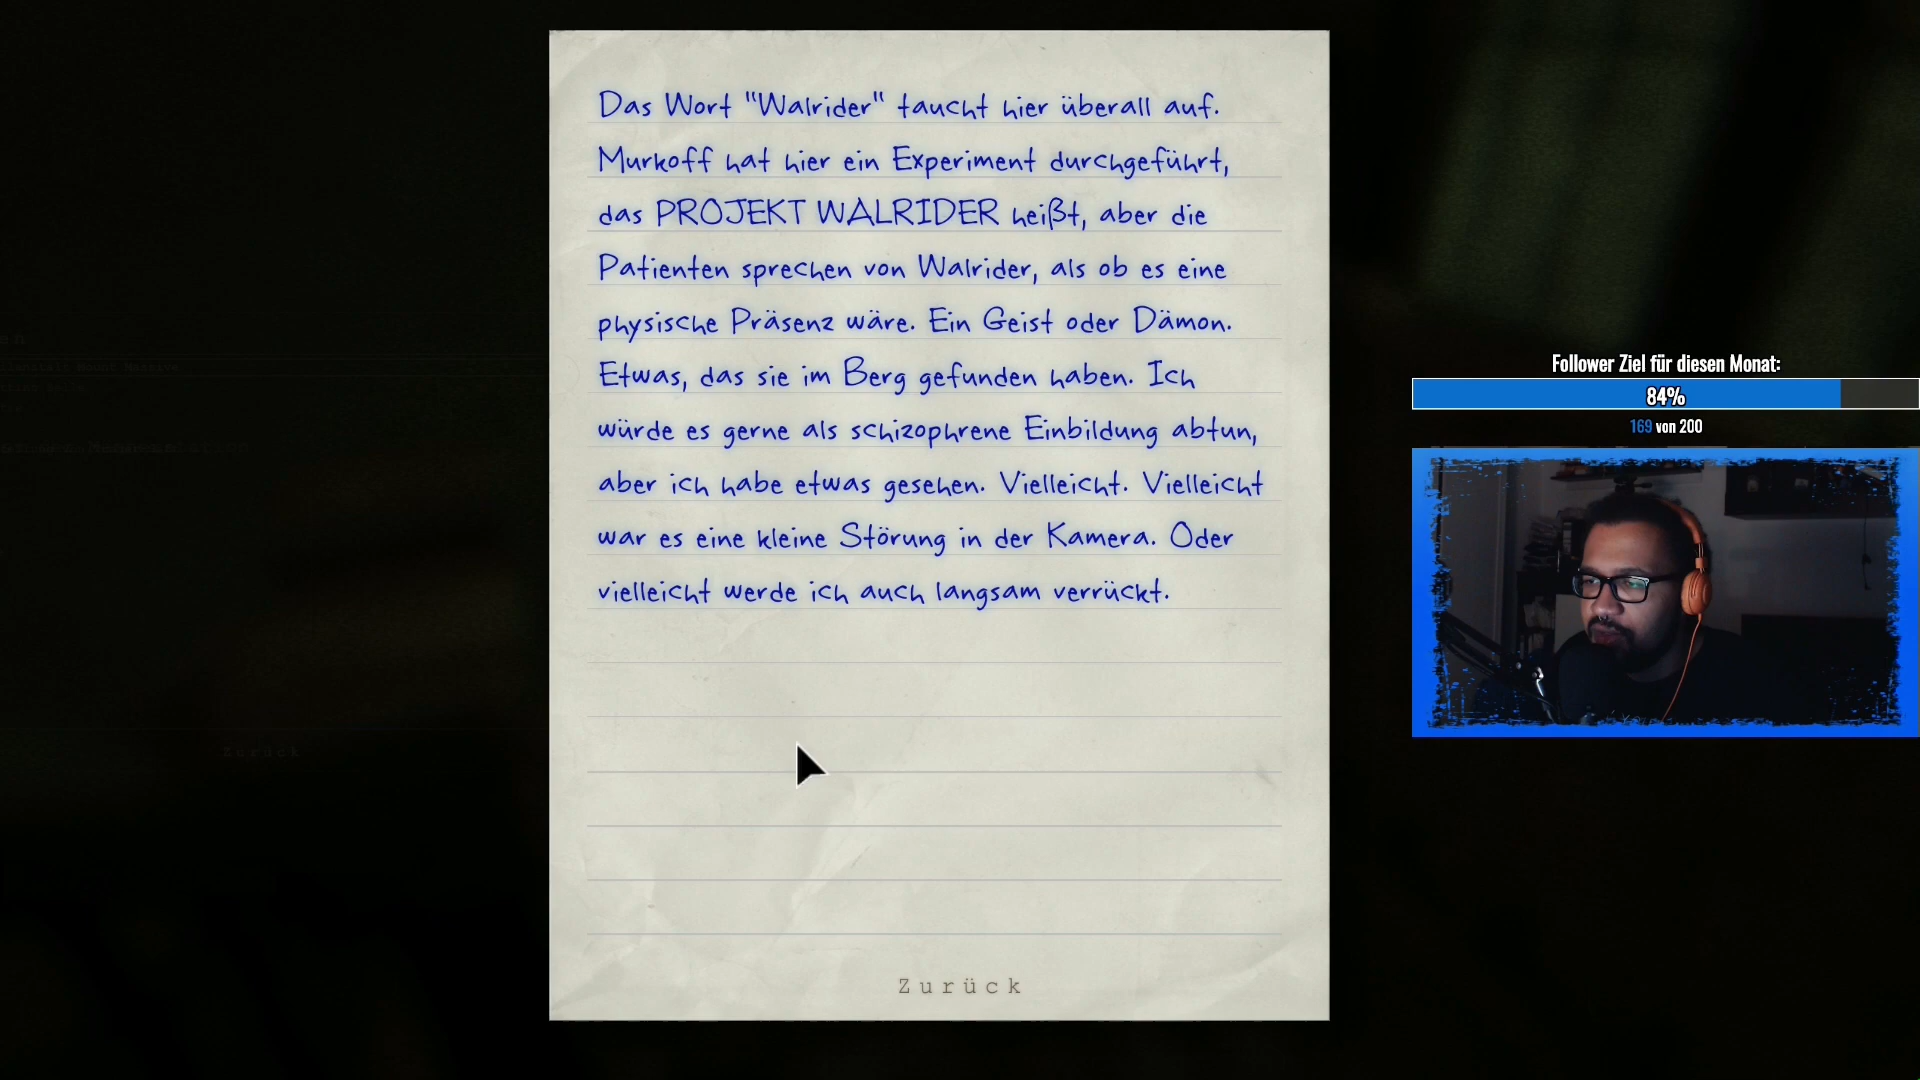 Das Wort "Walrider" taucht hier überall auf.
Murkoff hat hier ein Experiment durchgeführt,
das PROJEKT WALRIDER heißt, aber die
Patienten sprechen von Walrider, als ob es eine
physische Präsenz wäre. Ein Geist oder Dämon.
Etwas, das sie im Berg gefunden haben. Ich
würde es gerne als schizophrene Einbildung abtun,
aber ich habe etwas gesehen. Vielleicht. Vielleicht
war es eine kleine Störung in der Kamera. Oder
vielleicht werde ich auch langsam verrückt.
Zurück
Zurück
Follower Ziel für diesen Monat:
84%
169 von 200